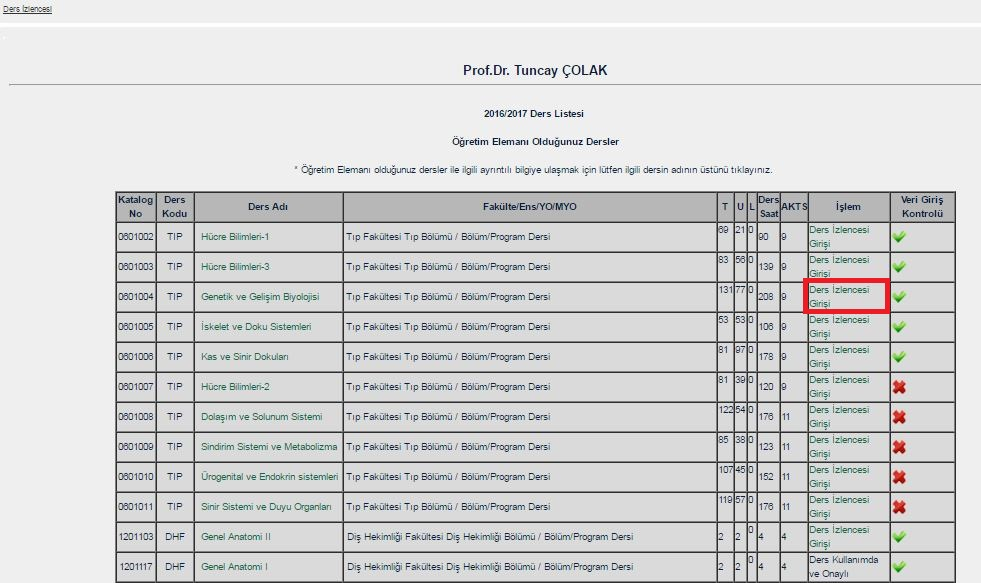 Ders İzlencesi
Prof.Dr. Tuncay ÇOLAK
2016/2017 Ders Listesi
Öğretim Elemanı Olduğunuz Dersler
* Öğretim Elemanı olduğunuz dersler ile ilgili ayrıntılı bilgiye ulaşmak için lütfen ilgili dersin adının üstünü tıklayınız.
Katalog No Ders Kodu Ders Adı Fakülte/Ens/YO/MYO T U L Ders Saat AKTS İşlem Veri Giriş Kontrolü
0601002 TIP Hücre Bilimleri-1 Tıp Fakültesi Tıp Bölümü / Bölüm/Program Dersi 69 21 0 90 9 Ders İzlencesi Girişi
0601003 TIP Hücre Bilimleri-3 Tıp Fakültesi Tıp Bölümü / Bölüm/Program Dersi 83 56 0 139 9 Ders İzlencesi Girişi
0601004 TIP Genetik ve Gelişim Biyolojisi Tıp Fakültesi Tıp Bölümü / Bölüm/Program Dersi 131 77 0 208 9 Ders İzlencesi Girişi
0601005 TIP İskelet ve Doku Sistemleri Tıp Fakültesi Tıp Bölümü / Bölüm/Program Dersi 53 53 0 106 9 Ders İzlencesi Girişi
0601006 TIP Kas ve Sinir Dokuları Tıp Fakültesi Tıp Bölümü / Bölüm/Program Dersi 81 97 0 178 9 Ders İzlencesi Girişi
0601007 TIP Hücre Bilimleri-2 Tıp Fakültesi Tıp Bölümü / Bölüm/Program Dersi 81 39 0 120 9 Ders İzlencesi Girişi
0601008 TIP Dolaşım ve Solunum Sistemi Tıp Fakültesi Tıp Bölümü / Bölüm/Program Dersi 122 54 0 176 11 Ders İzlencesi Girişi
0601009 TIP Sindirim Sistemi ve Metabolizma Tıp Fakültesi Tıp Bölümü / Bölüm/Program Dersi 85 38 0 123 11 Ders İzlencesi Girişi
0601010 TIP Ürogenital ve Endokrin sistemleri Tıp Fakültesi Tıp Bölümü / Bölüm/Program Dersi 107 45 0 152 11 Ders İzlencesi Girişi
0601011 TIP Sinir Sistemi ve Duyu Organları Tıp Fakültesi Tıp Bölümü / Bölüm/Program Dersi 119 57 0 176 11 Ders İzlencesi Girişi
1201103 DHF Genel Anatomi II Diş Hekimliği Fakültesi Diş Hekimliği Bölümü / Bölüm/Program Dersi 2 2 0 4 4 Ders İzlencesi Girişi
1201117 DHF Genel Anatomi I Diş Hekimliği Fakültesi Diş Hekimliği Bölümü / Bölüm/Program Dersi 2 2 0 4 4 Ders Kullanımda ve Onaylı